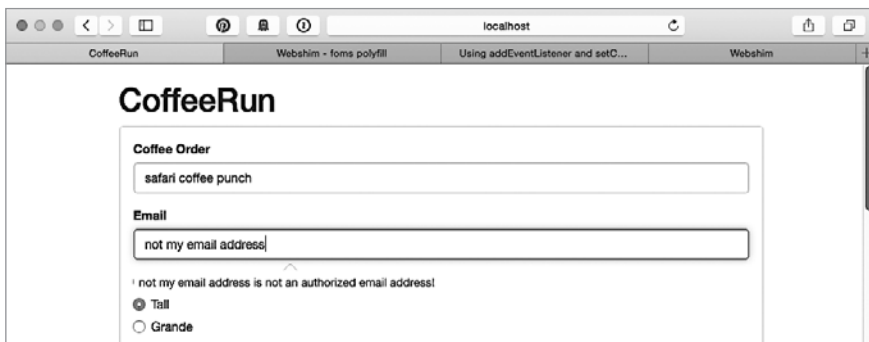 localhost
CoffeeRun
Webshim - foms polyfill
Using addEventListener and setC...
Webshim
CoffeeRun
Coffee Order
safari coffee punch
Email
not my email address
not my email address is not an authorized email address!
Tall
Grande